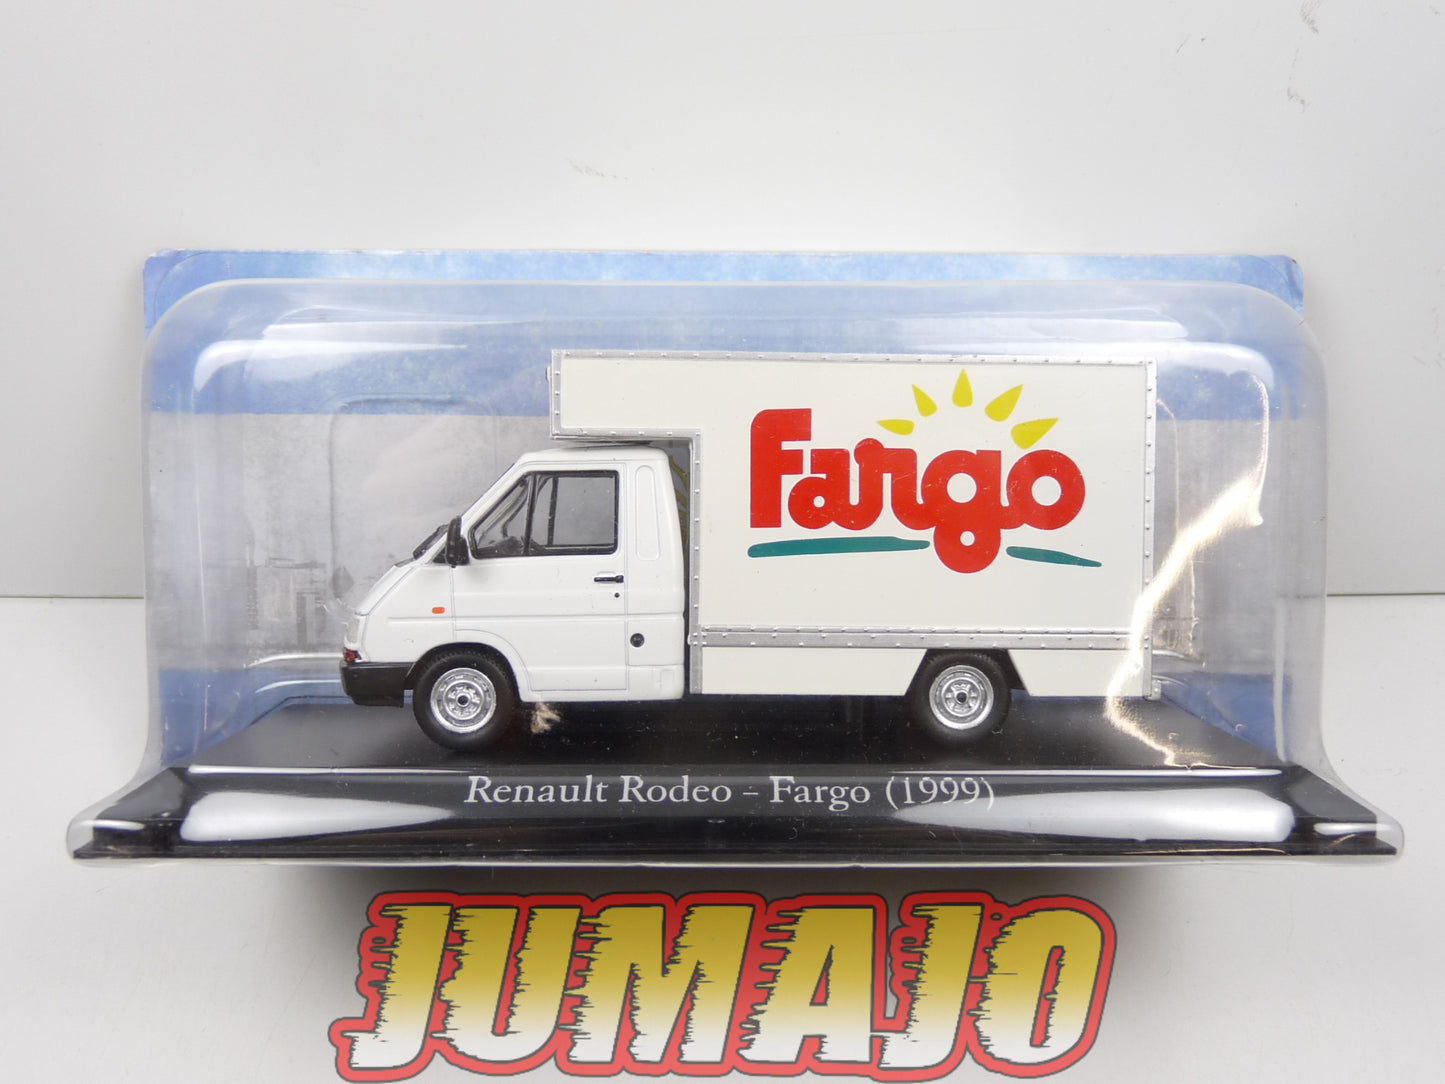 Fargo
Renault Rodeo - Fargo (1999)
JUMAJO